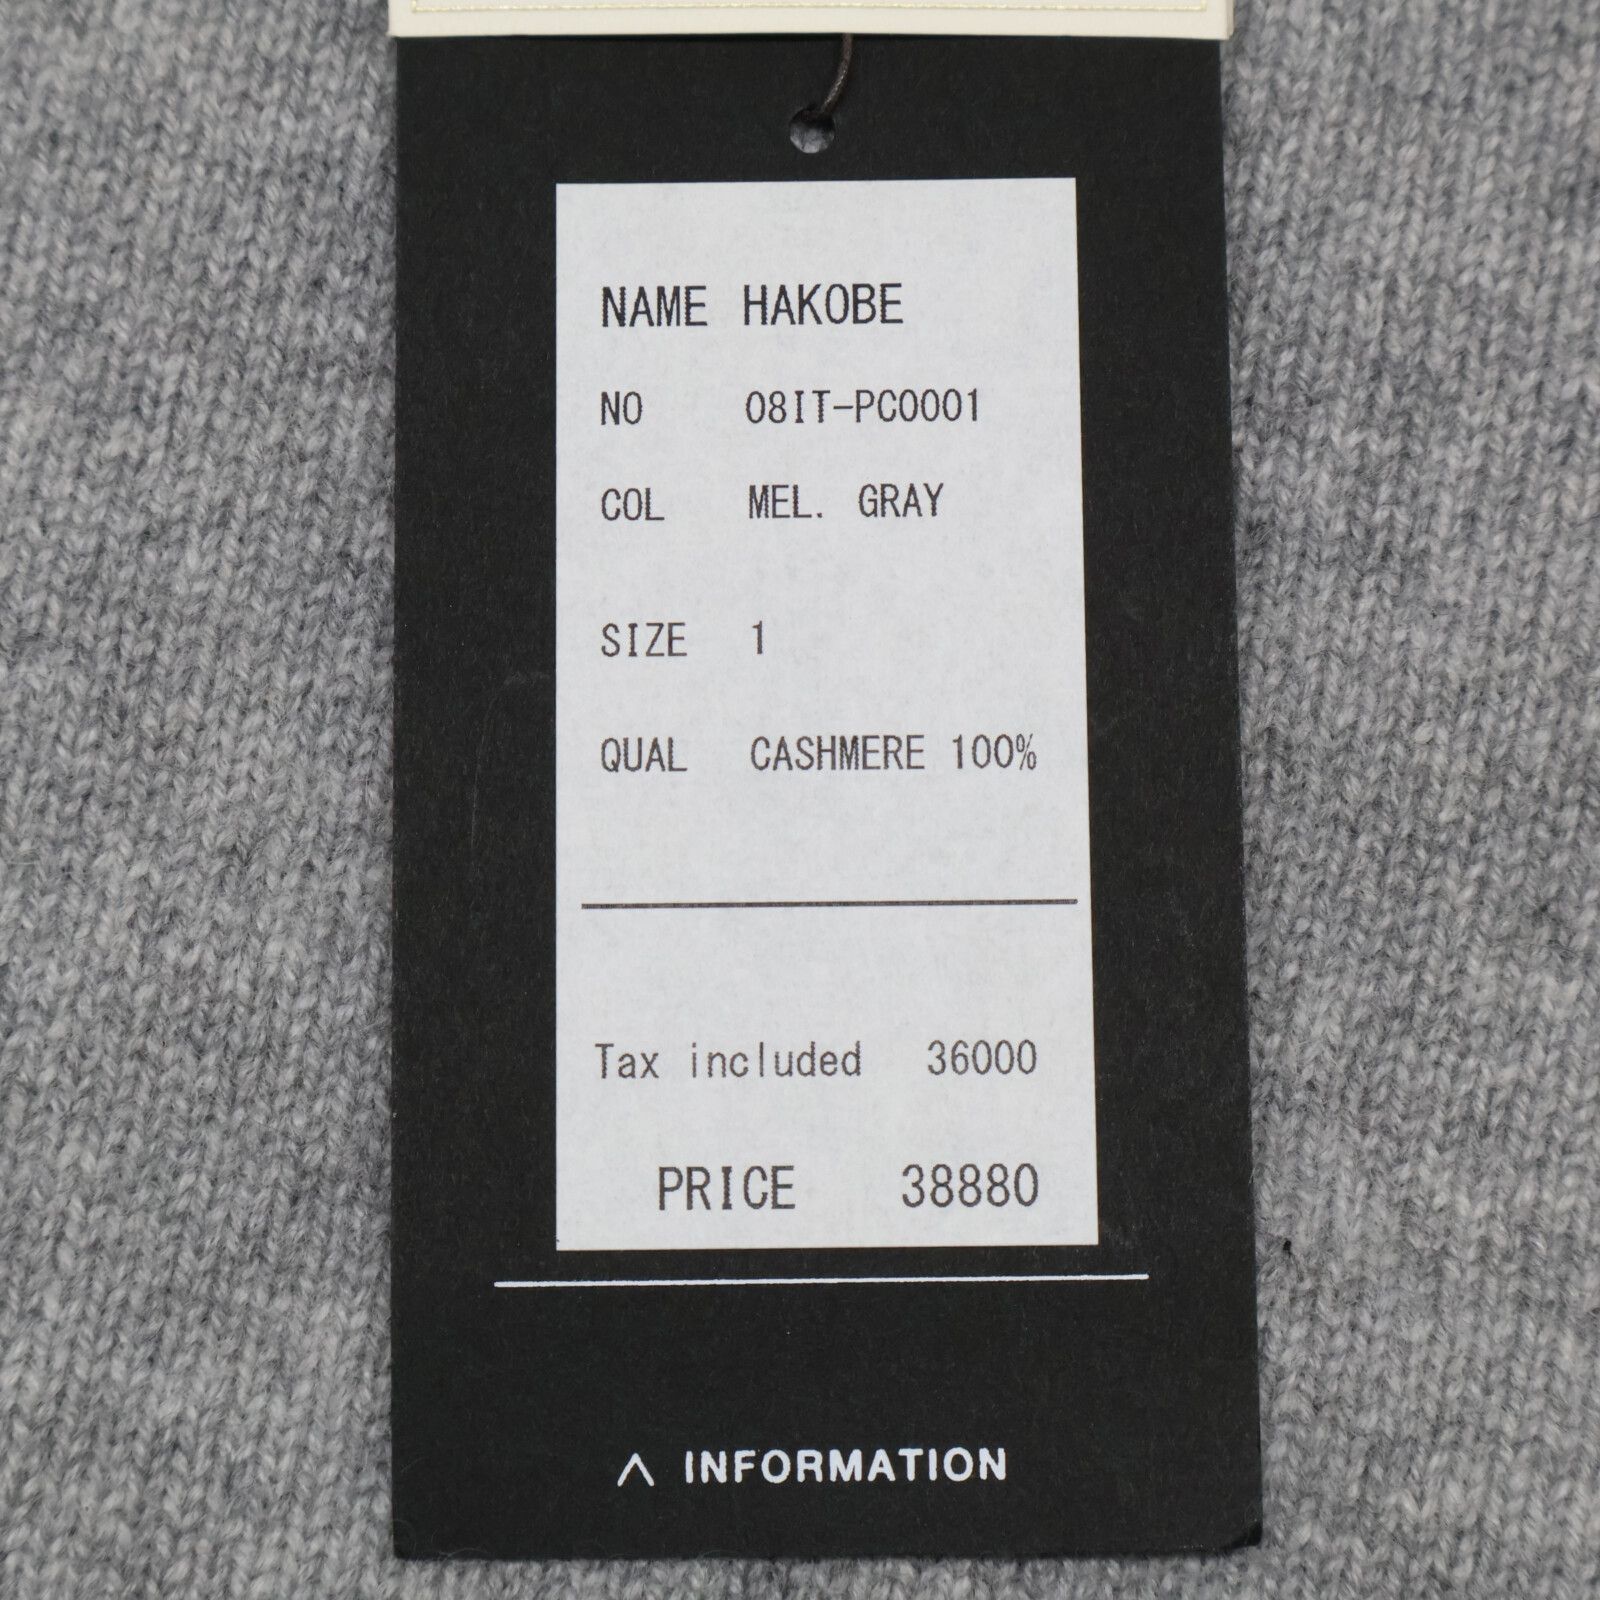 NAME HAKOBE
NO 08IT-PC0001
COL MEL. GRAY
SIZE 1
QUAL CASHMERE 100%
Tax included 36000
PRICE 38880
INFORMATION